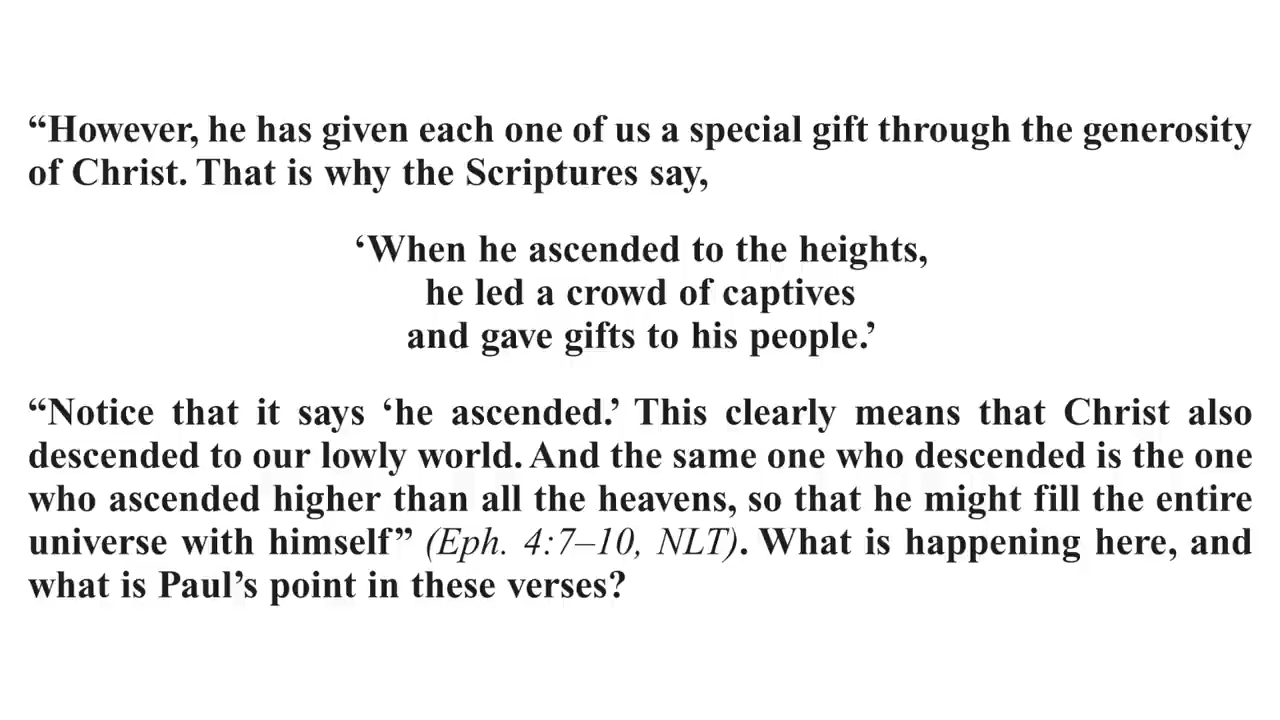 “However, he has given each one of us a special gift through the generosity
of Christ. That is why the Scriptures say,
‘When he ascended to the heights,
he led a crowd of captives
and gave gifts to his people.’
“Notice that it says ‘he ascended.’ This clearly means that Christ also
descended to our lowly world. And the same one who descended is the one
who ascended higher than all the heavens, so that he might fill the entire
universe with himself” (Eph. 4:7–10, NLT). What is happening here, and
what is Paul’s point in these verses?